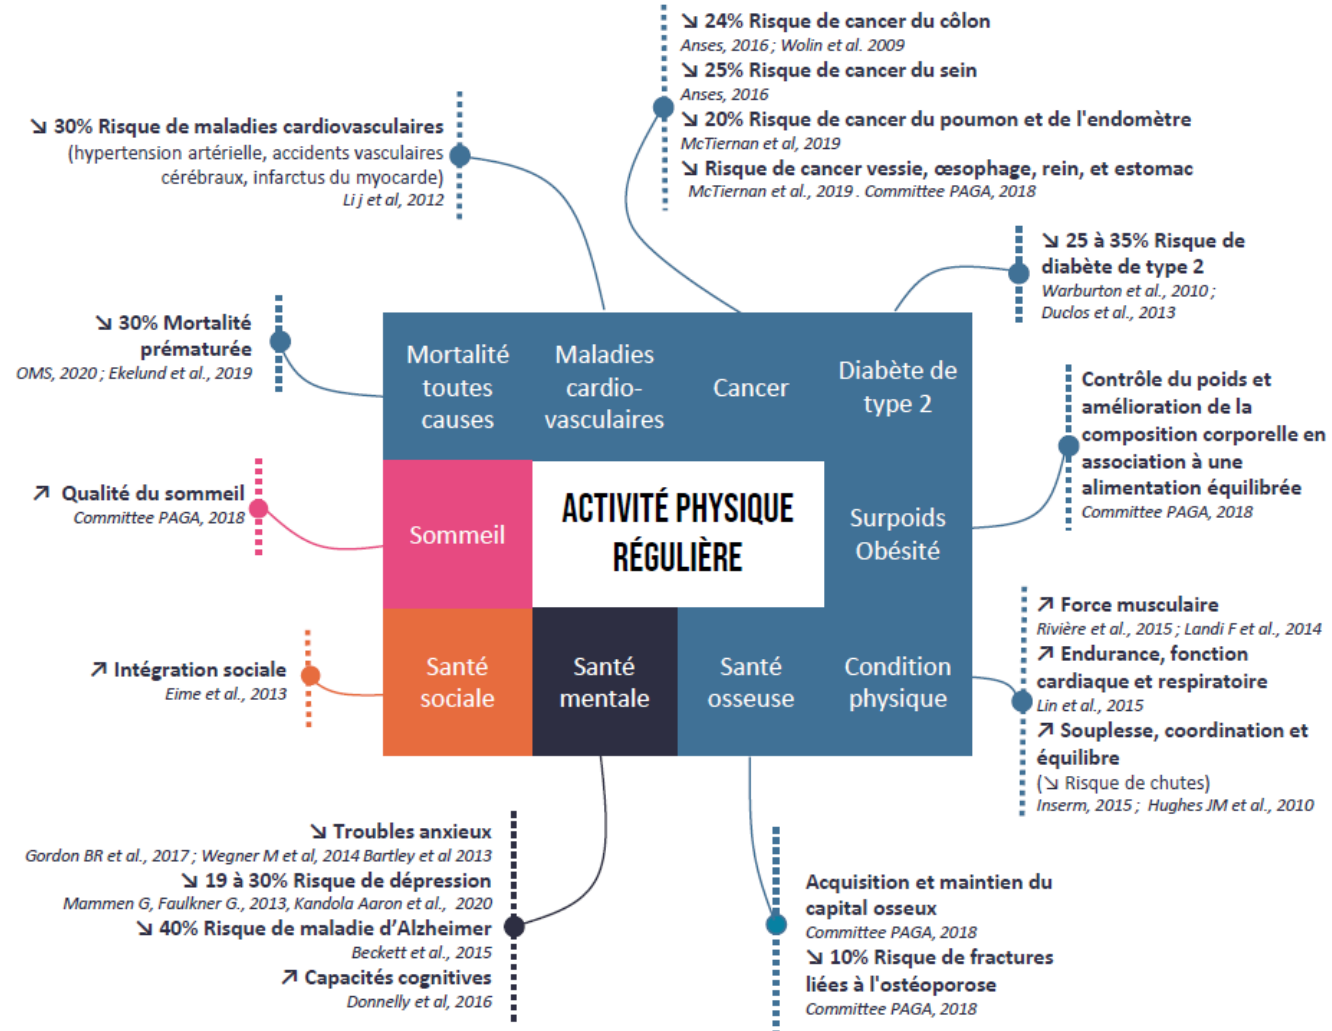 ↘ 24% Risque de cancer du côlon
Anses, 2016 ; Wolin et al. 2009
↘ 25% Risque de cancer du sein
Anses, 2016
↘ 20% Risque de cancer du poumon et de l'endomètre
McTiernan et al, 2019
↘ Risque de cancer vessie, œsophage, rein, et estomac
McTiernan et al., 2019 . Committee PAGA, 2018
↘ 30% Risque de maladies cardiovasculaires
(hypertension artérielle, accidents vasculaires
cérébraux, infarctus du myocarde)
Li j et al, 2012
↘ 25 à 35% Risque de
diabète de type 2
Warburton et al., 2010 ;
Duclos et al., 2013
↘ 30% Mortalité
prématurée
OMS, 2020 ; Ekelund et al., 2019
Mortalité
toutes
causes
Maladies
cardio-
vasculaires
Cancer
Diabète de
type 2
Contrôle du poids et
amélioration de la
composition corporelle en
association à une
alimentation équilibrée
Committee PAGA, 2018
↗ Qualité du sommeil
Committee PAGA, 2018
Sommeil
ACTIVITÉ PHYSIQUE
RÉGULIÈRE
Surpoids
Obésité
↗ Intégration sociale
Eime et al., 2013
Santé
sociale
Santé
mentale
Santé
osseuse
Condition
physique
↗ Force musculaire
Rivière et al., 2015 ; Landi F et al., 2014
↗ Endurance, fonction
cardiaque et respiratoire
Lin et al., 2015
↗ Souplesse, coordination et
équilibre
(↘ Risque de chutes)
Inserm, 2015 ; Hughes JM et al., 2010
↘ Troubles anxieux
Gordon BR et al., 2017 ; Wegner M et al, 2014 Bartley et al 2013
↘ 19 à 30% Risque de dépression
Mammen G, Faulkner G., 2013, Kandola Aaron et al., 2020
↘ 40% Risque de maladie d’Alzheimer
Beckett et al., 2015
↗ Capacités cognitives
Donnelly et al, 2016
Acquisition et maintien du
capital osseux
Committee PAGA, 2018
↘ 10% Risque de fractures
liées à l'ostéoporose
Committee PAGA, 2018